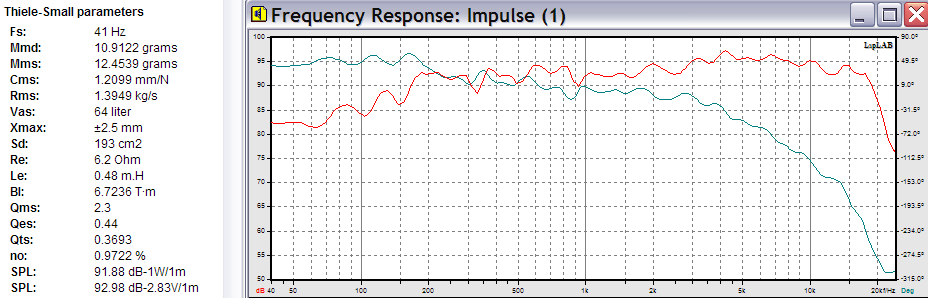 Thiele-Small parameters
Fs: 41 Hz
Mmd: 10.9122 grams
Mms: 12.4539 grams
Cms: 1.2099 mm/N
Rms: 1.3949 kg/s
Vas: 64 liter
Xmax: ±2.5 mm
Sd: 193 cm2
Re: 6.2 Ohm
Le: 0.48 m.H
Bl: 6.7236 T·m
Qms: 2.3
Qes: 0.44
Qts: 0.3693
no: 0.9722 %
SPL: 91.88 dB-1W/1m
SPL: 92.98 dB-2.83V/1m
Frequency Response: Impulse (1)
LspLAB
100 90.0°
95 49.5°
90 9.0°
85 -31.5°
80 -72.0°
75 -112.5°
70 -153.0°
65 -193.5°
60 -234.0°
55 -274.5°
50 -315.0°
dB 40 50 100 200 500 1k 2k 5k 10k 20kf/Hz Deg